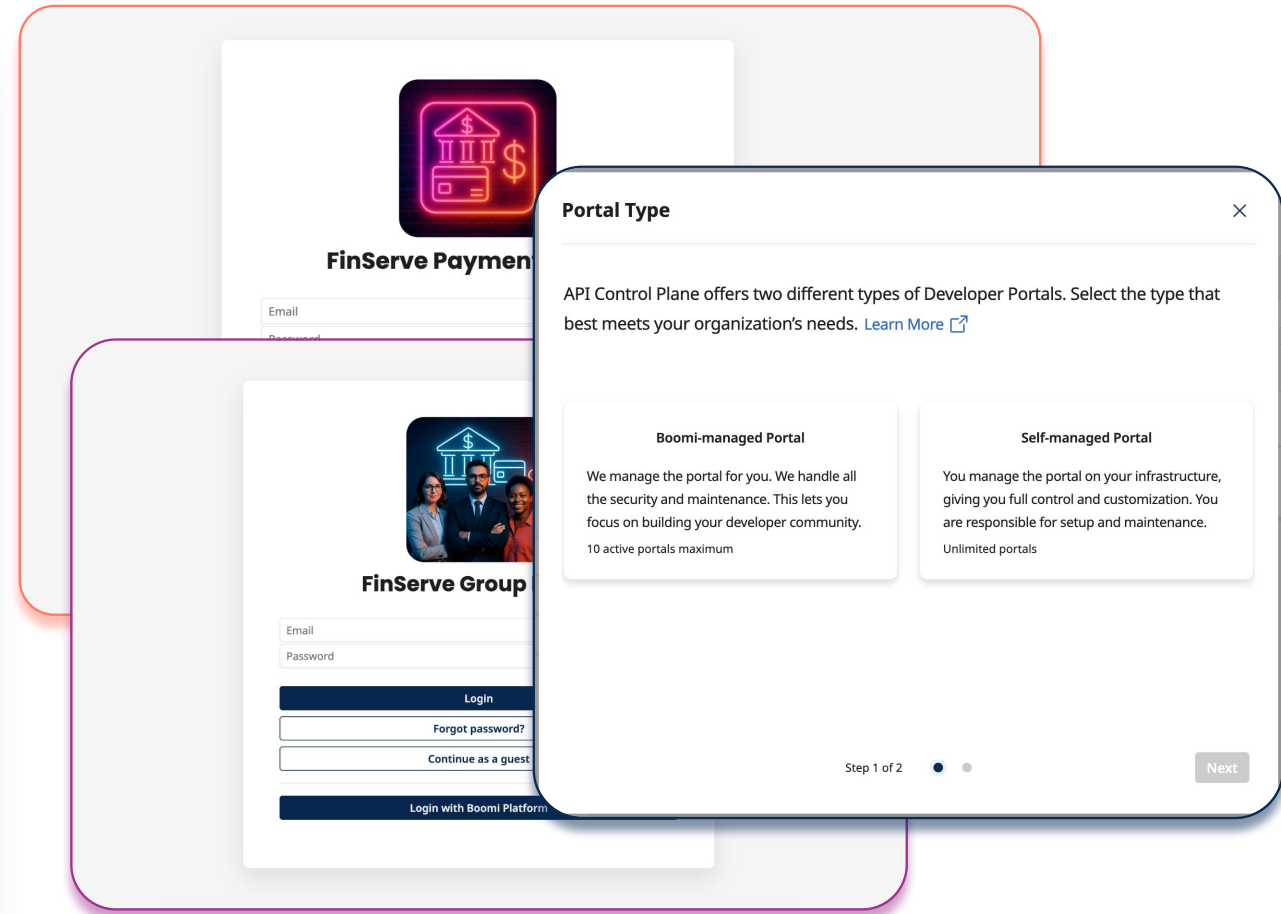 FinServe Paymen
Email
Password
FinServe Group
Email
Password
Login
Forgot password?
Continue as a guest
Login with Boomi Platform
Portal Type
API Control Plane offers two different types of Developer Portals. Select the type that
best meets your organization's needs. Learn More
Boomi-managed Portal
We manage the portal for you. We handle all
the security and maintenance. This lets you
focus on building your developer community.
10 active portals maximum
Self-managed Portal
You manage the portal on your infrastructure,
giving you full control and customization. You
are responsible for setup and maintenance.
Unlimited portals
Step 1 of 2
Next